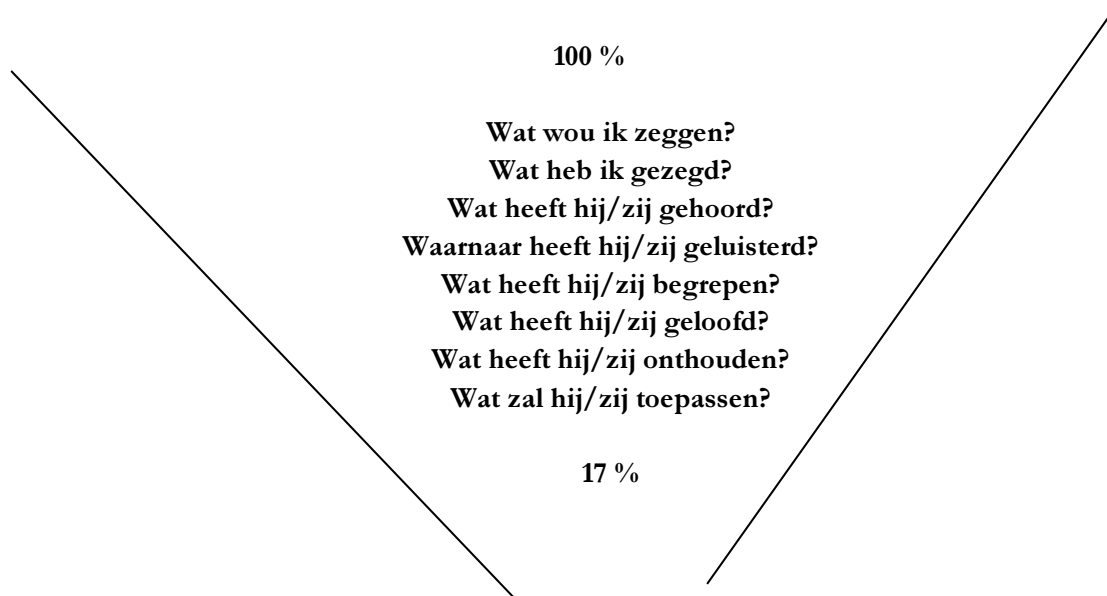 100 %
Wat wou ik zeggen?
Wat heb ik gezegd?
Wat heeft hij/zij gehoord?
Waarnaar heeft hij/zij geluisterd?
Wat heeft hij/zij begrepen?
Wat heeft hij/zij geloofd?
Wat heeft hij/zij onthouden?
Wat zal hij/zij toepassen?
17 %